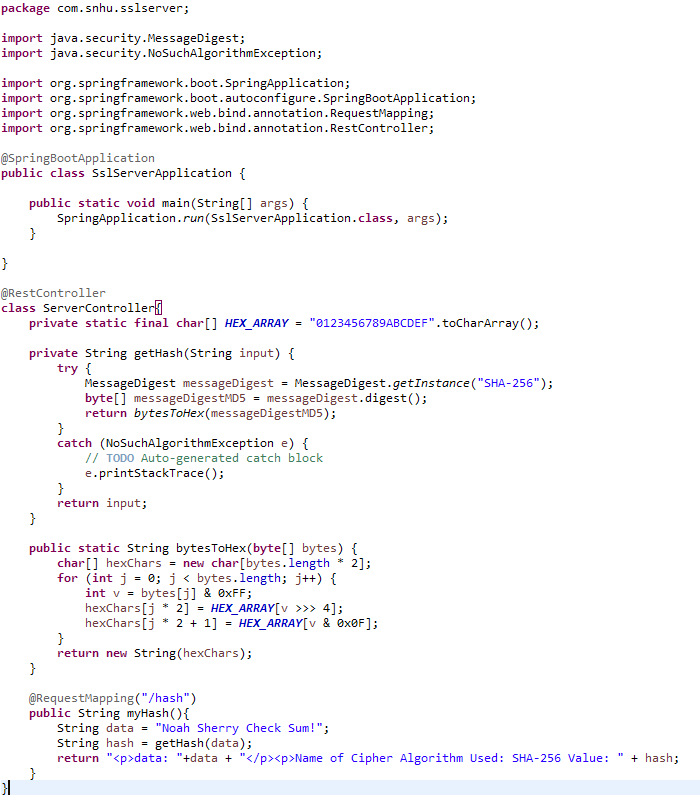 package com.snhu.sslserver;
import java.security.MessageDigest;
import java.security.NoSuchAlgorithmException;
import org.springframework.boot.SpringApplication;
import org.springframework.boot.autoconfigure.SpringBootApplication;
import org.springframework.web.bind.annotation.RequestMapping;
import org.springframework.web.bind.annotation.RestController;
@SpringBootApplication
public class SslServerApplication {
public static void main(String[] args) {
SpringApplication.run(SslServerApplication.class, args);
}
}
@RestController
class ServerController{
private static final char[] HEX_ARRAY = "0123456789ABCDEF".toCharArray();
private String getHash(String input) {
try {
MessageDigest messageDigest = MessageDigest.getInstance("SHA-256");
byte[] messageDigestMD5 = messageDigest.digest();
return bytesToHex(messageDigestMD5);
}
catch (NoSuchAlgorithmException e) {
// TODO Auto-generated catch block
e.printStackTrace();
}
return input;
}
public static String bytesToHex(byte[] bytes) {
char[] hexChars = new char[bytes.length * 2];
for (int j = 0; j < bytes.length; j++) {
int v = bytes[j] & 0xFF;
hexChars[j * 2] = HEX_ARRAY[v >>> 4];
hexChars[j * 2 + 1] = HEX_ARRAY[v & 0x0F];
}
return new String(hexChars);
}
@RequestMapping("/hash")
public String myHash(){
String data = "Noah Sherry Check Sum!";
String hash = getHash(data);
return "<p>data: "+data + "</p><p>Name of Cipher Algorithm Used: SHA-256 Value: " + hash;
}
}